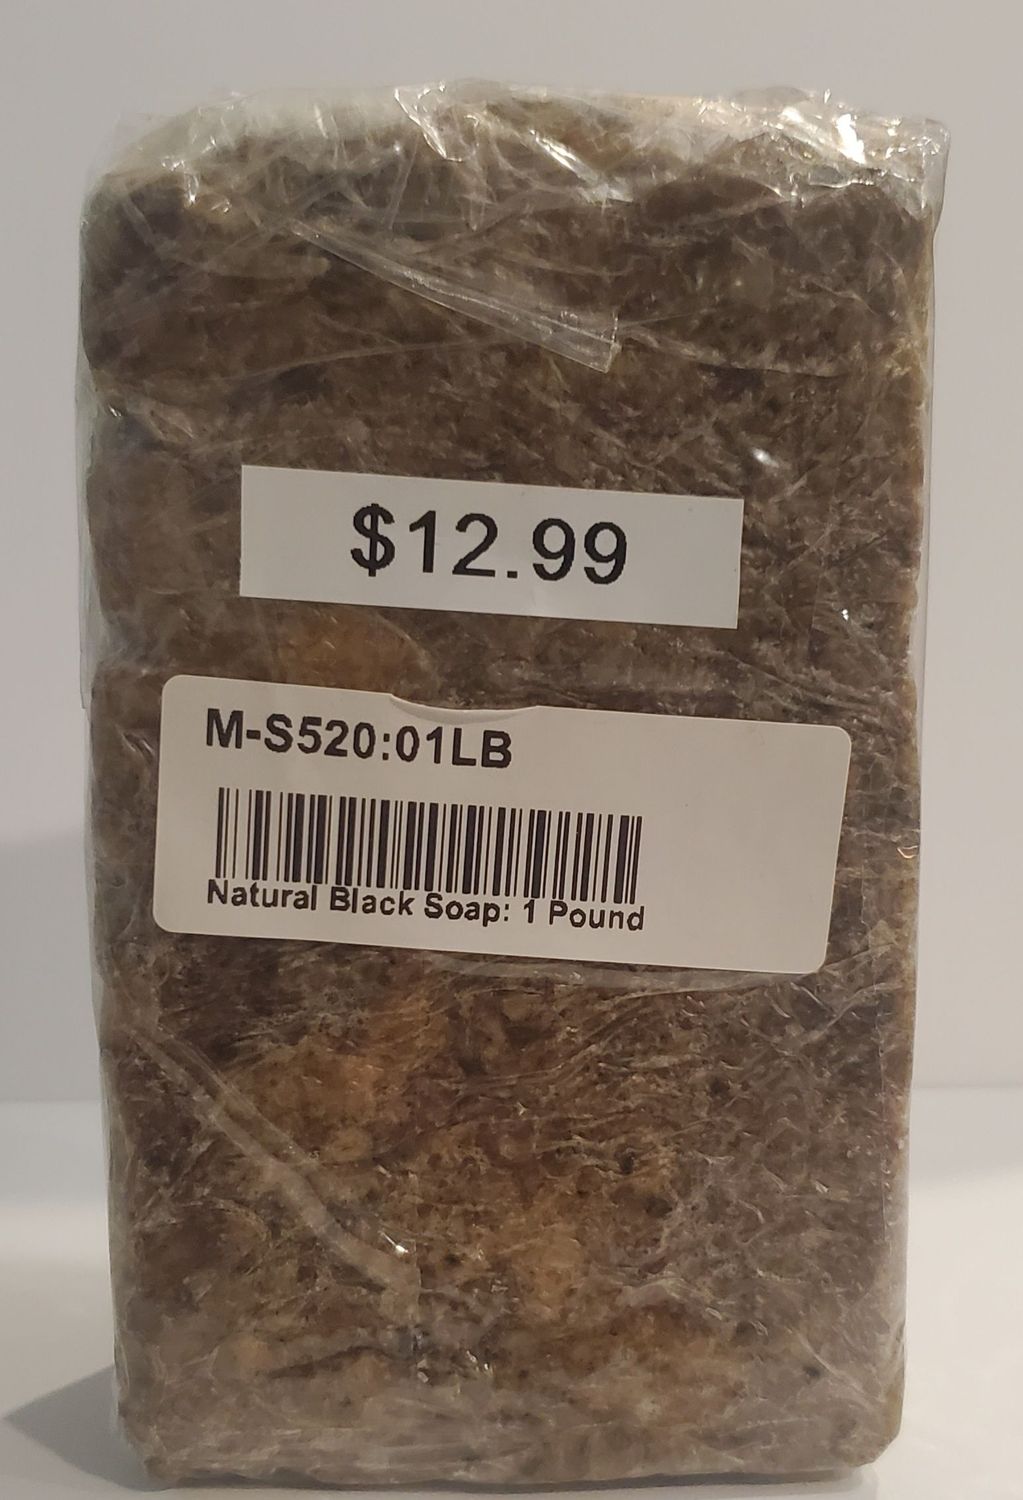 $12.99
M-S520:01LB
Natural Black Soap: 1 Pound